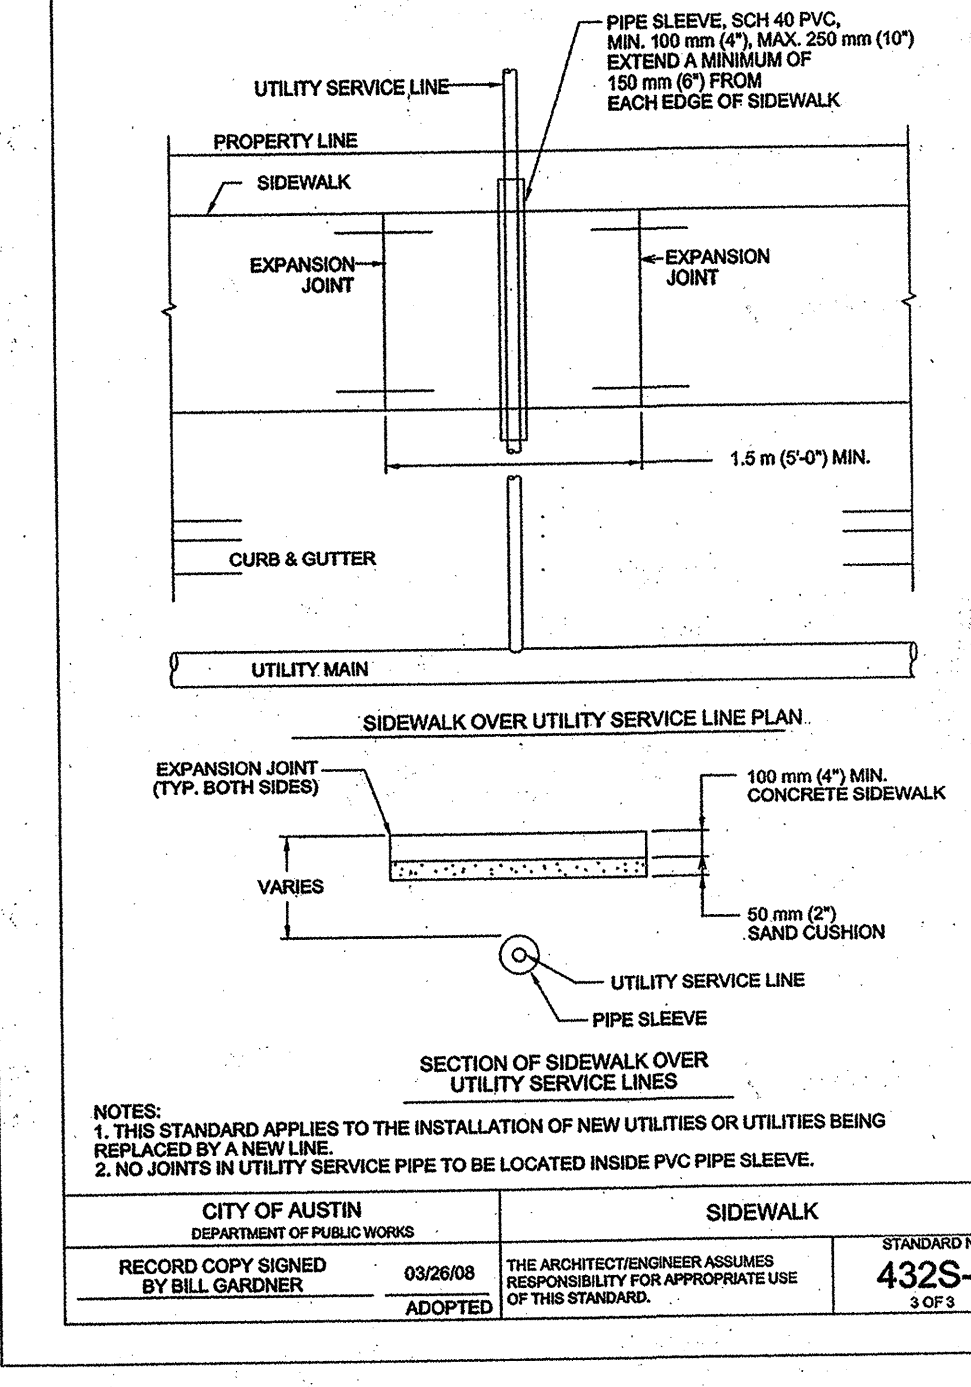 PIPE SLEEVE, SCH 40 PVC,
MIN. 100 mm (4"), MAX. 250 mm (10")
EXTEND A MINIMUM OF
150 mm (6") FROM
EACH EDGE OF SIDEWALK
UTILITY SERVICE LINE
PROPERTY LINE
SIDEWALK
EXPANSION
JOINT
EXPANSION
JOINT
1.5 m (5'-0") MIN.
CURB & GUTTER
UTILITY MAIN
SIDEWALK OVER UTILITY SERVICE LINE PLAN
EXPANSION JOINT
(TYP. BOTH SIDES)
100 mm (4") MIN.
CONCRETE SIDEWALK
VARIES
50 mm (2")
SAND CUSHION
UTILITY SERVICE LINE
PIPE SLEEVE
SECTION OF SIDEWALK OVER
UTILITY SERVICE LINES
NOTES:
1. THIS STANDARD APPLIES TO THE INSTALLATION OF NEW UTILITIES OR UTILITIES BEING
REPLACED BY A NEW LINE.
2. NO JOINTS IN UTILITY SERVICE PIPE TO BE LOCATED INSIDE PVC PIPE SLEEVE.
CITY OF AUSTIN
DEPARTMENT OF PUBLIC WORKS
SIDEWALK
RECORD COPY SIGNED
BY BILL GARDNER
03/26/08
ADOPTED
THE ARCHITECT/ENGINEER ASSUMES
RESPONSIBILITY FOR APPROPRIATE USE
OF THIS STANDARD.
STANDARD N
432S-
3 OF 3